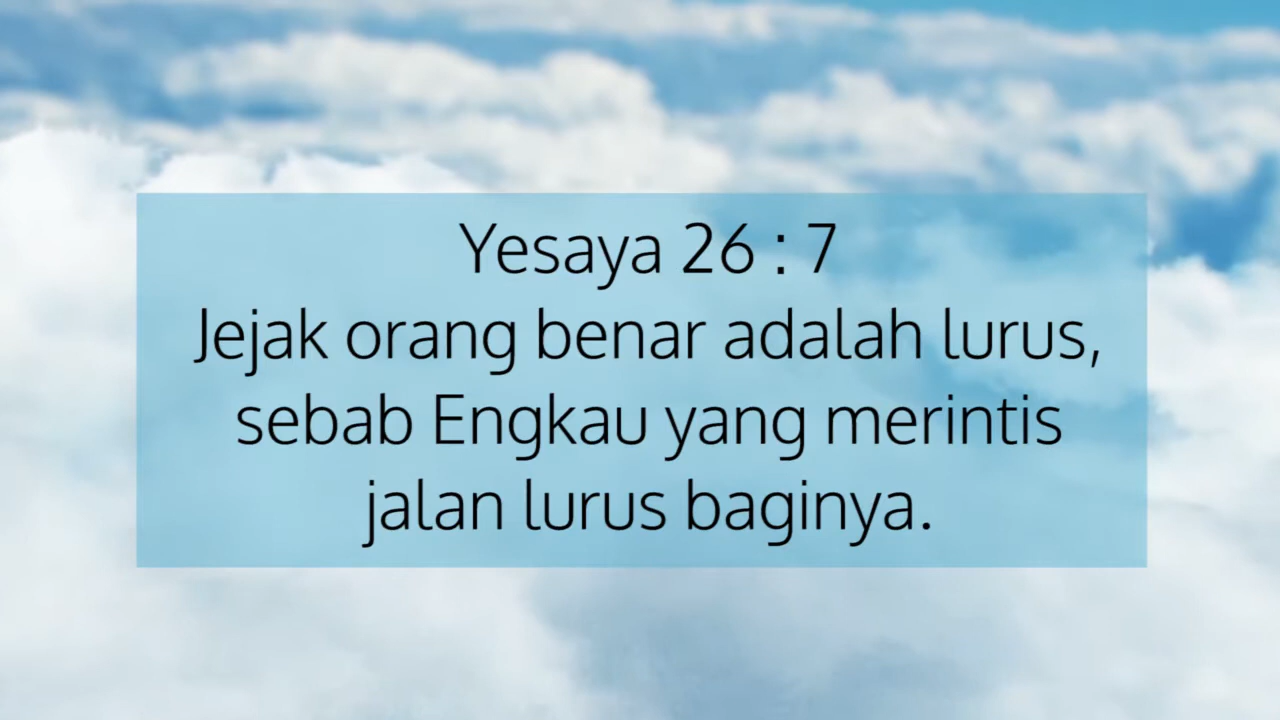 Yesaya 26 : 7
Jejak orang benar adalah lurus,
sebab Engkau yang merintis
jalan lurus baginya.